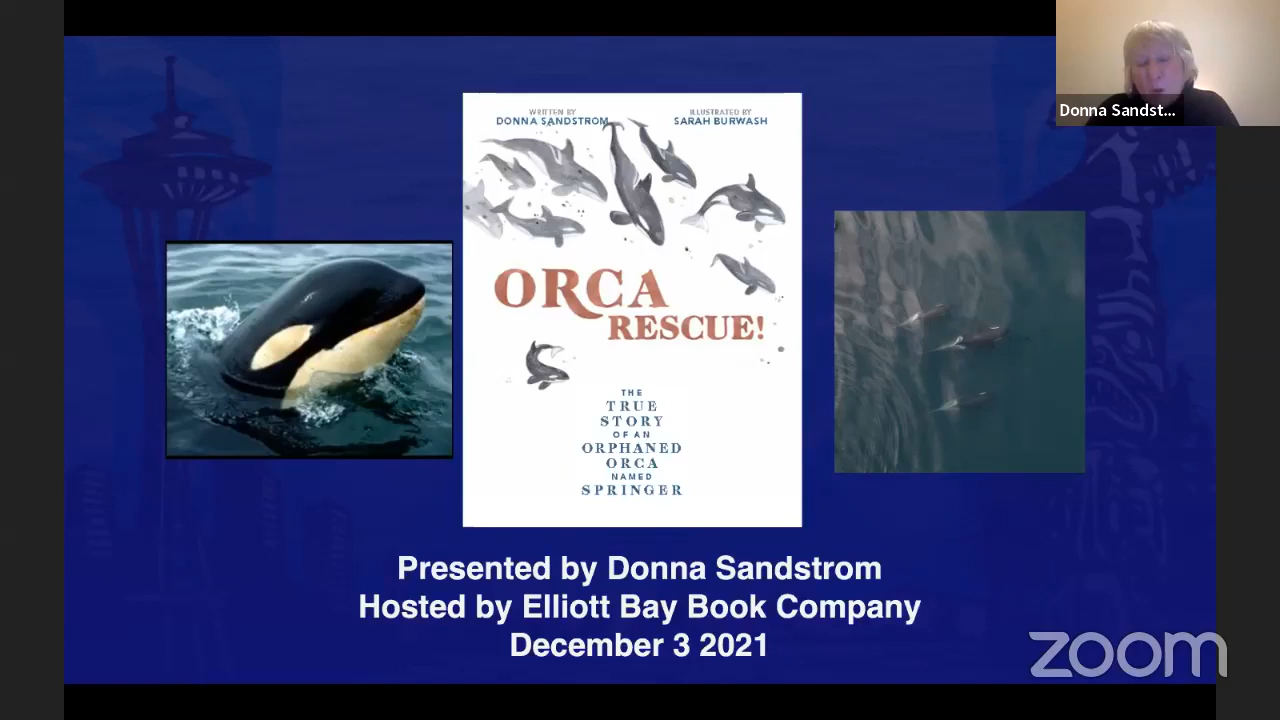 Donna Sandst...
WRITTEN BY
DONNA SANDSTROM
ILLUSTRATED BY
SARAH BURWASH
ORCA
RESCUE!
THE
TRUE
STORY
OF AN
ORPHANED
ORCA
NAMED
SPRINGER
Presented by Donna Sandstrom
Hosted by Elliott Bay Book Company
December 3 2021
zoom